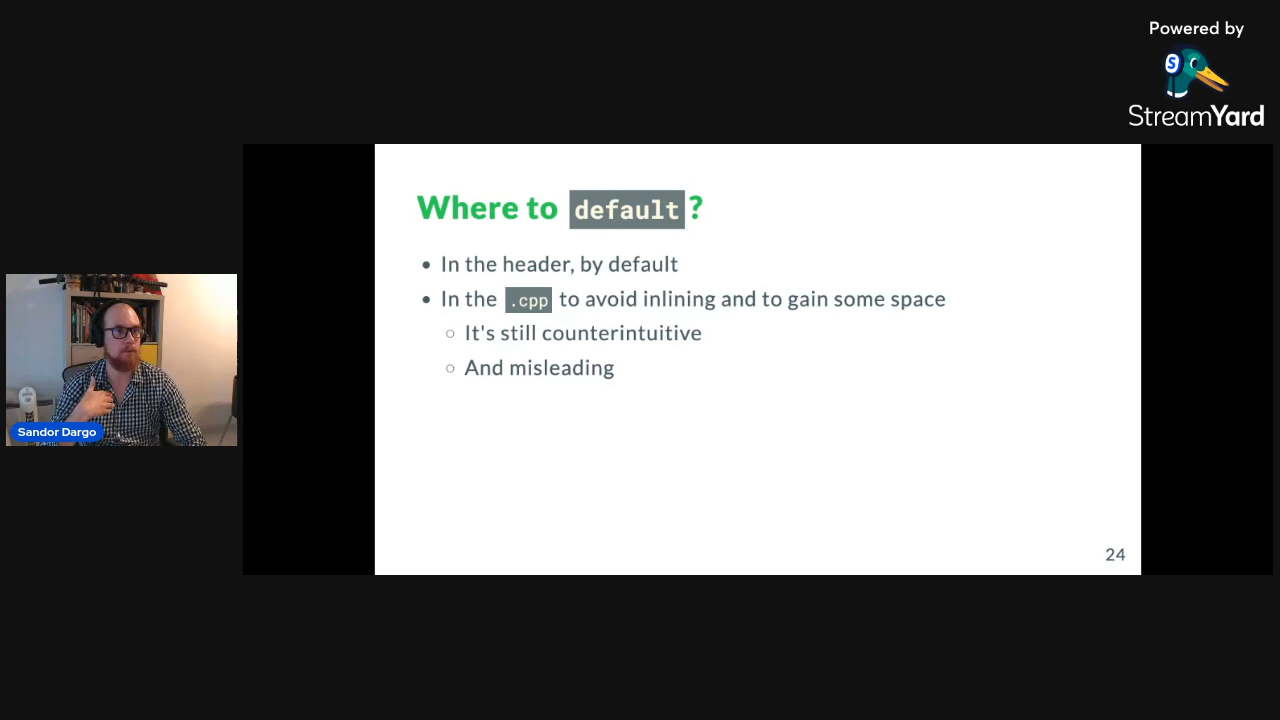 Powered by
S
StreamYard
Where to default?
• In the header, by default
• In the .cpp to avoid inlining and to gain some space
○ It's still counterintuitive
○ And misleading
Sandor Dargo
24